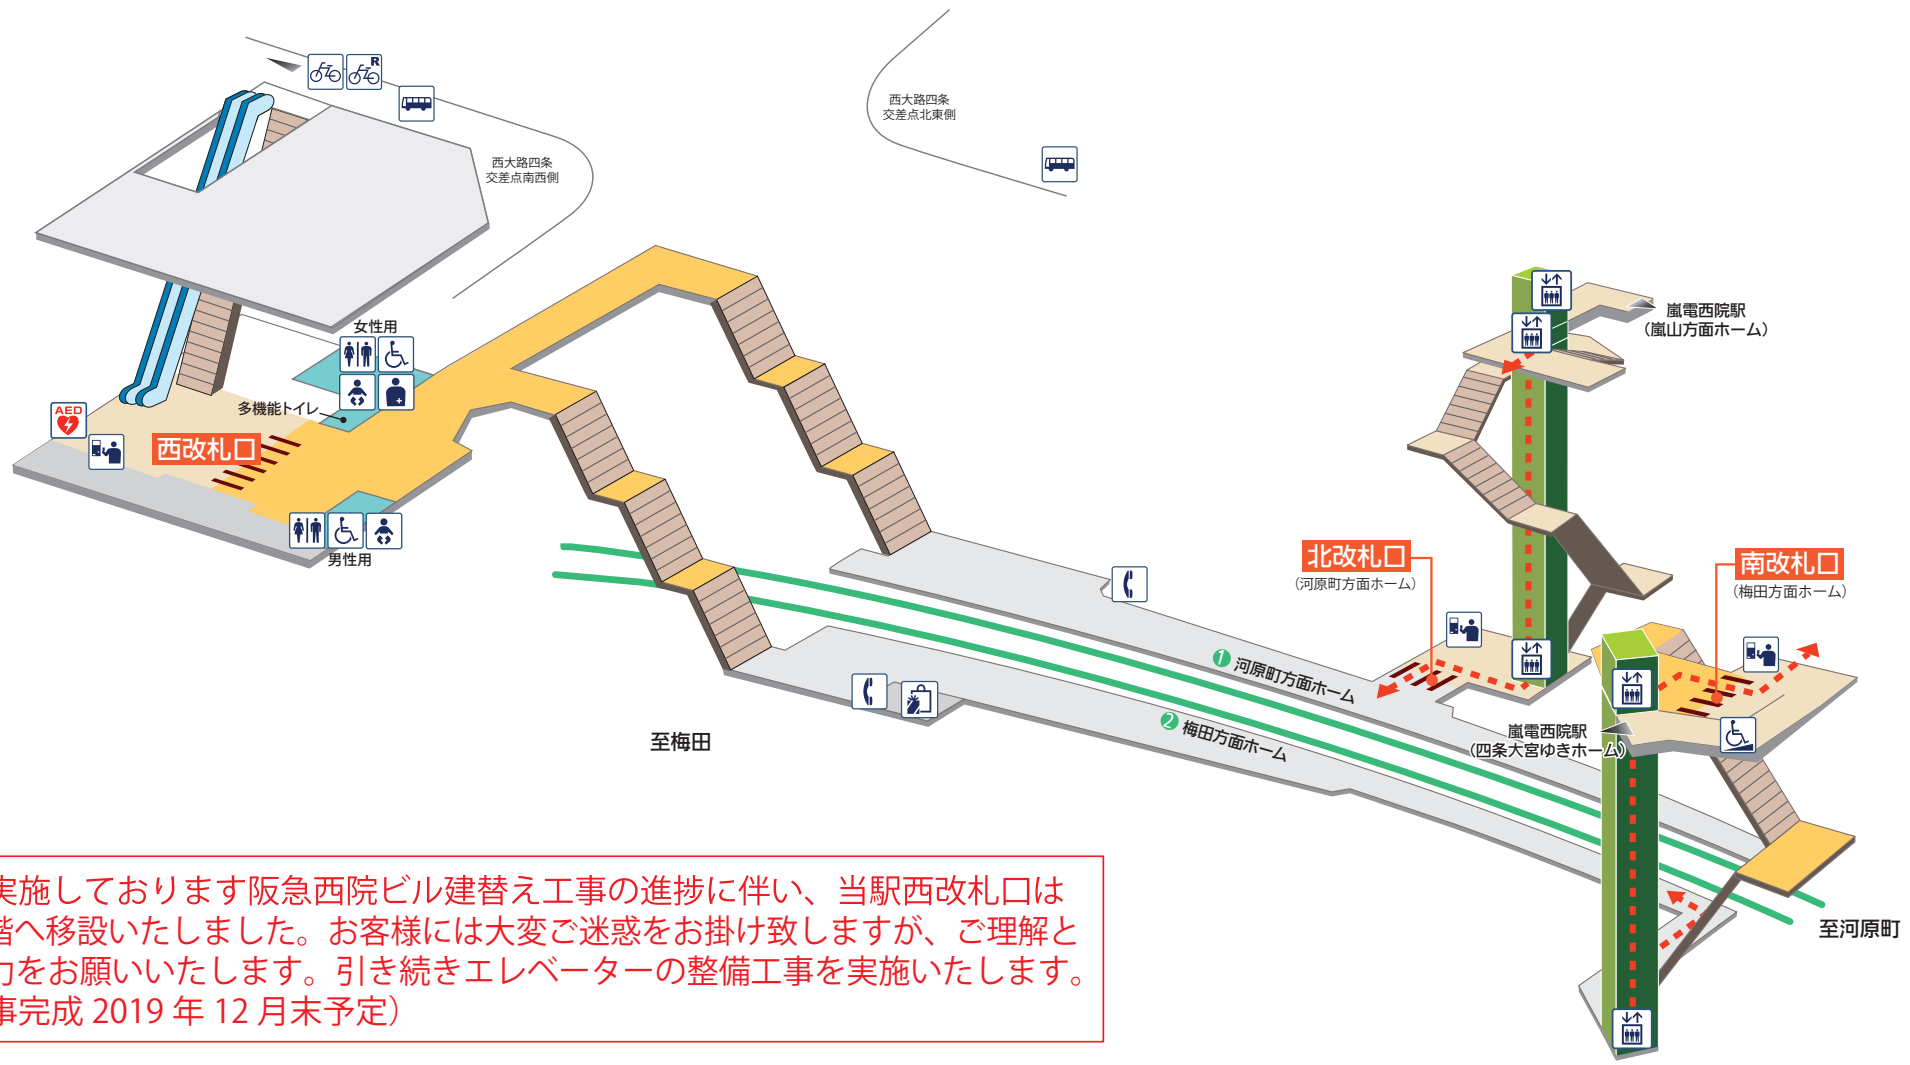 R
西大路四条
交差点北東側
西大路四条
交差点南西側
嵐電西院駅
(嵐山方面ホーム)
女性用
多機能トイレ
AED
西改札口
男性用
北改札口
(河原町方面ホーム)
南改札口
(梅田方面ホーム)
1 河原町方面ホーム
2 梅田方面ホーム
嵐電西院駅
(四条大宮ゆきホーム)
至梅田
至河原町
実施しております阪急西院ビル建替え工事の進捗に伴い、当駅西改札口は
階へ移設いたしました。お客様には大変ご迷惑をお掛け致しますが、ご理解と
力をお願いいたします。引き続きエレベーターの整備工事を実施いたします。
事完成 2019 年 12 月末予定）